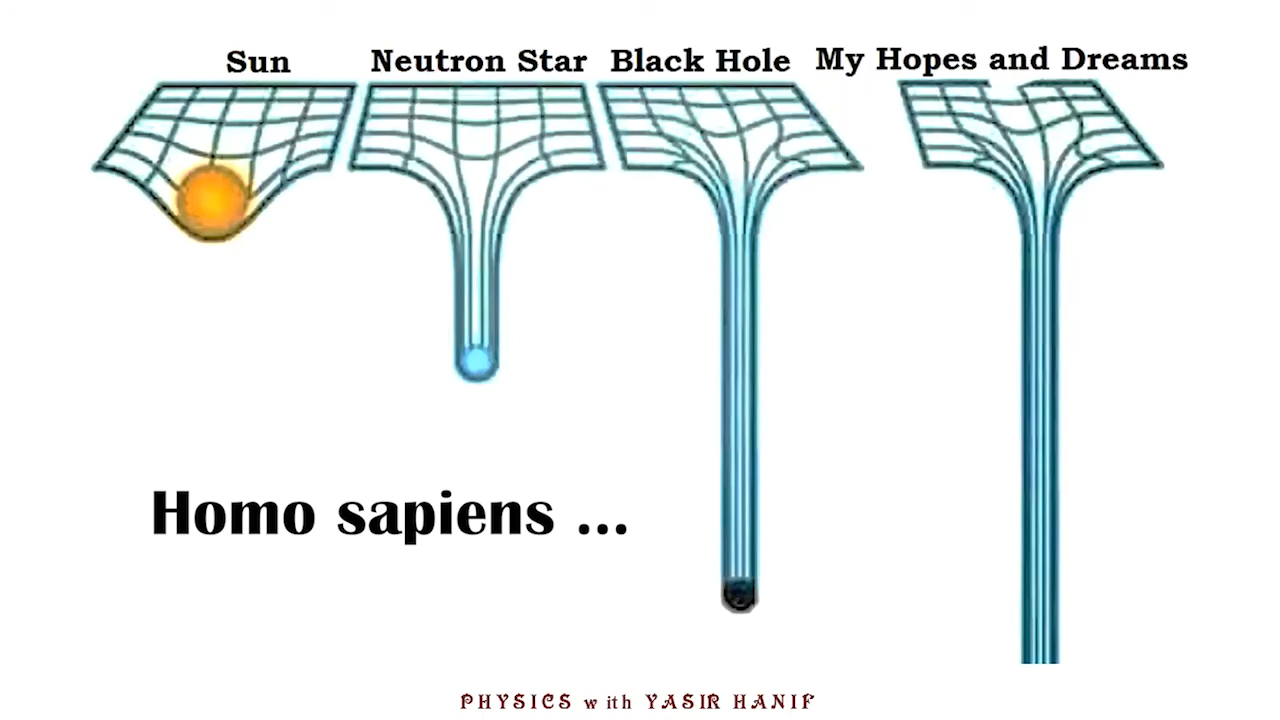 Sun Neutron Star Black Hole My Hopes and Dreams
Homo sapiens ...
PHYSICS with YASIR HANIF